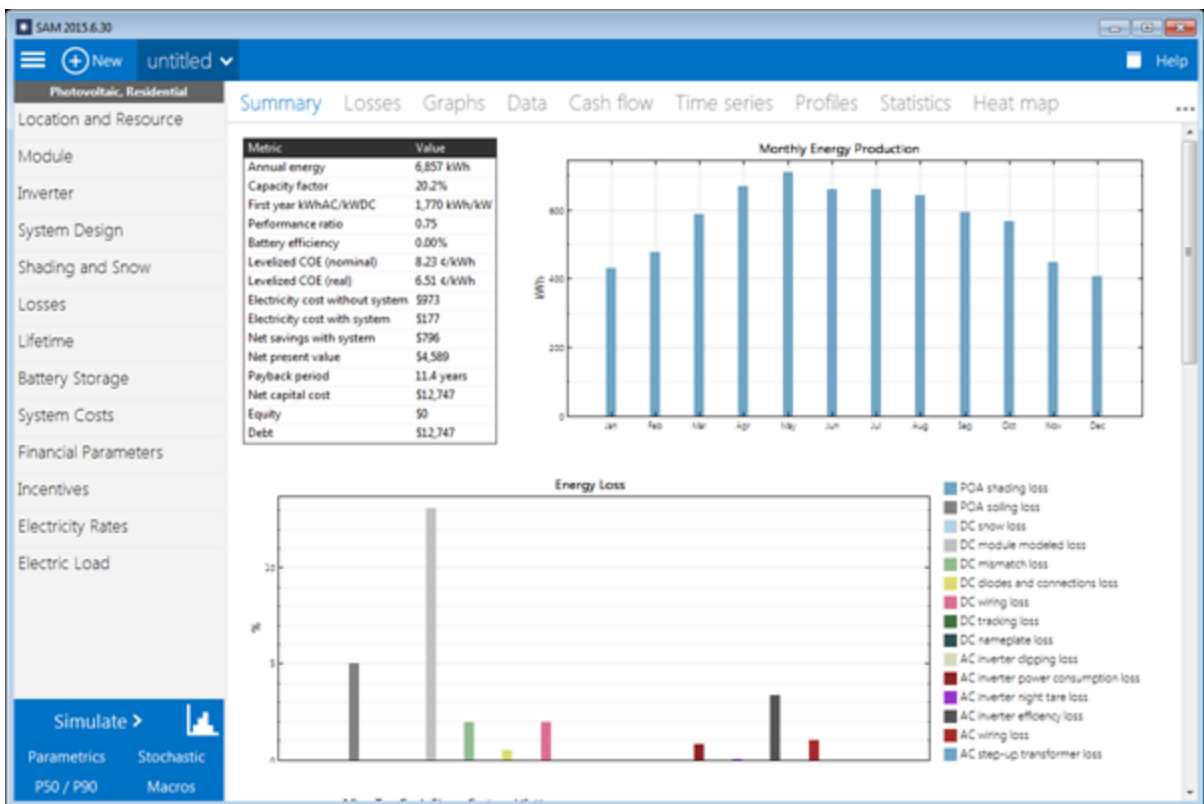 SAM 2015.6.30
New untitled Help
Photovoltaic, Residential
Location and Resource
Module
Inverter
System Design
Shading and Snow
Losses
Lifetime
Battery Storage
System Costs
Financial Parameters
Incentives
Electricity Rates
Electric Load
Simulate >
Parametrics Stochastic
P50 / P90 Macros
Summary Losses Graphs Data Cash flow Time series Profiles Statistics Heat map ...
Metric Value
Annual energy 6,857 kWh
Capacity factor 20.2%
First year kWhAC/kWDC 1,770 kWh/kW
Performance ratio 0.75
Battery efficiency 0.00%
Levelized COE (nominal) 8.23 ¢/kWh
Levelized COE (real) 6.51 ¢/kWh
Electricity cost without system $973
Electricity cost with system $177
Net savings with system $796
Net present value $4,589
Payback period 11.4 years
Net capital cost $12,747
Equity $0
Debt $12,747
Monthly Energy Production
kWh
600
400
200
0
Jan Feb Mar Apr May Jun Jul Aug Sep Oct Nov Dec
Energy Loss
%
10
5
0
POA shading loss
POA soiling loss
DC snow loss
DC module modeled loss
DC mismatch loss
DC diodes and connections loss
DC wiring loss
DC tracking loss
DC nameplate loss
AC inverter clipping loss
AC inverter power consumption loss
AC inverter night tare loss
AC inverter efficiency loss
AC wiring loss
AC step-up transformer loss